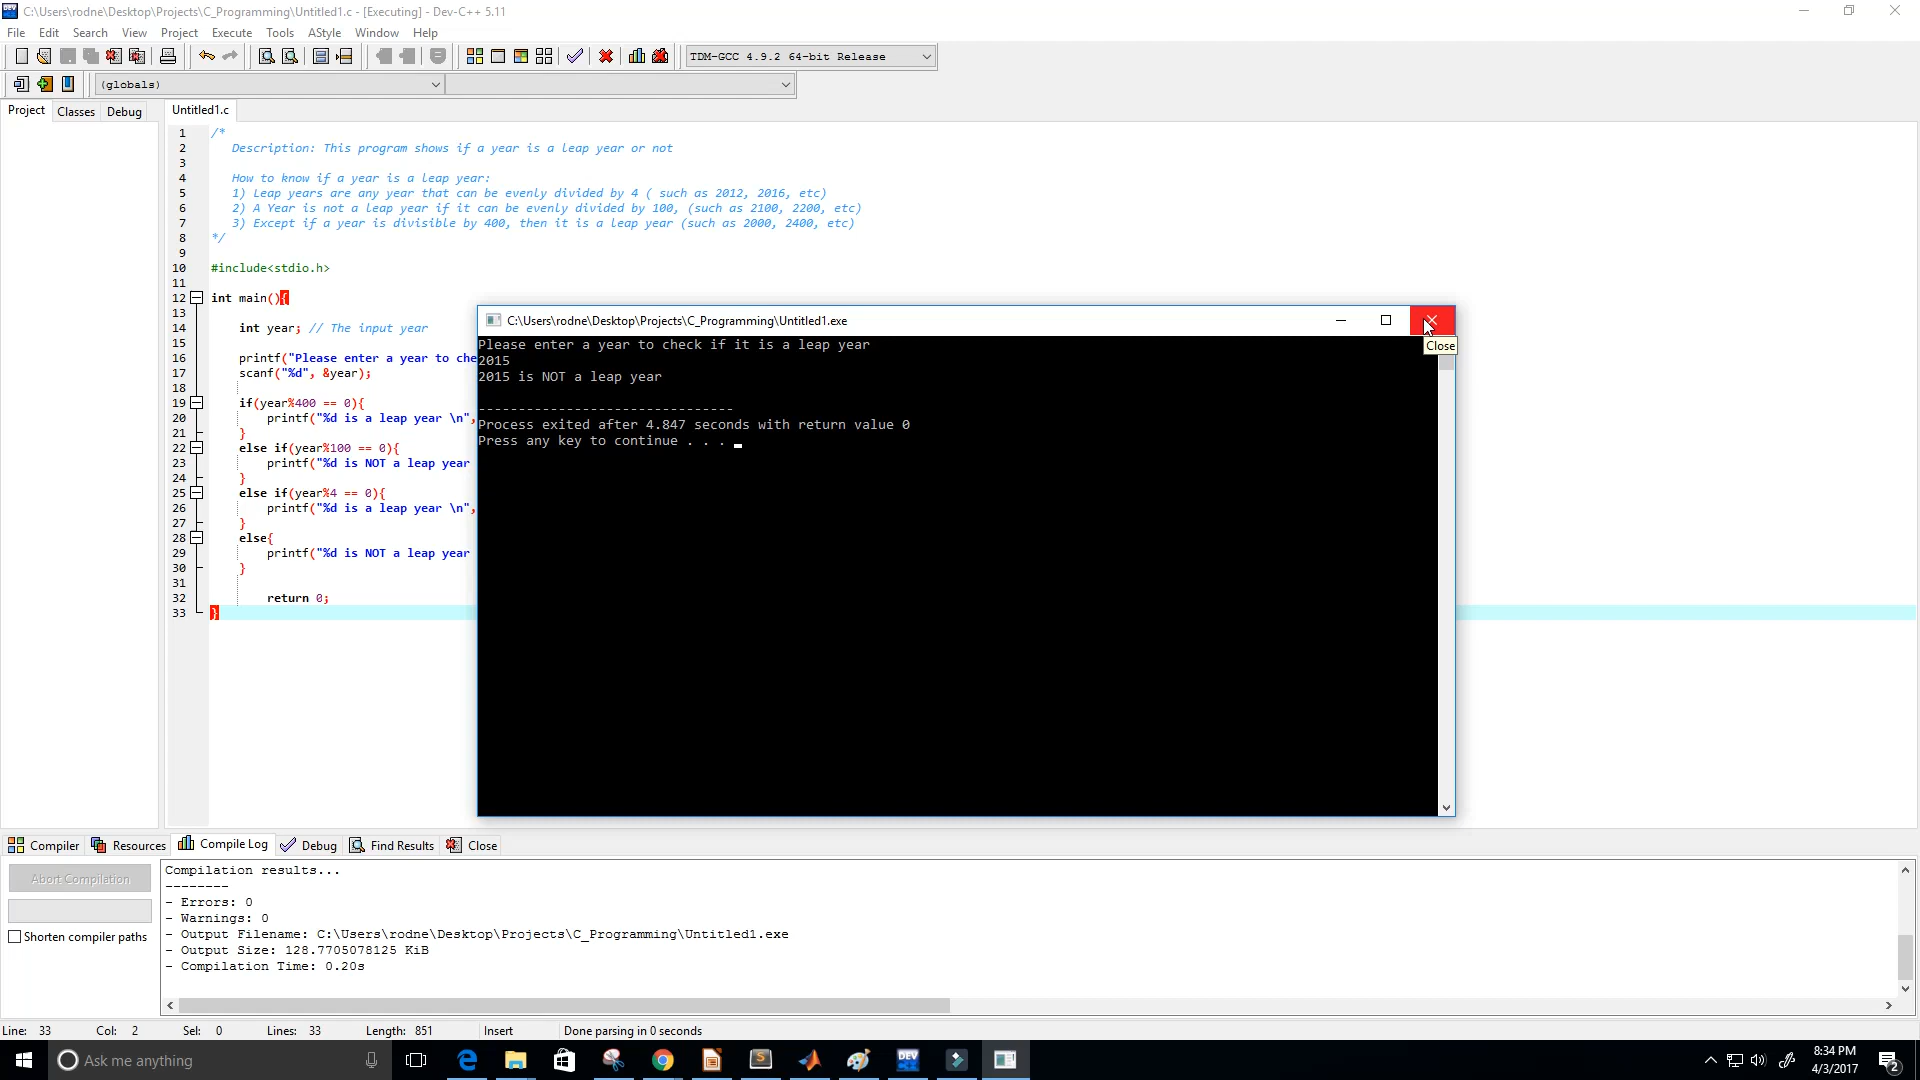 C:\Users\rodne\Desktop\Projects\C_Programming\Untitled1.c - [Executing] - Dev-C++ 5.11
File Edit Search View Project Execute Tools AStyle Window Help
TDM-GCC 4.9.2 64-bit Release
(globals)
Project Classes Debug Untitled1.c
1 /*
2 Description: This program shows if a year is a leap year or not
3
4 How to know if a year is a leap year:
5 1) Leap years are any year that can be evenly divided by 4 ( such as 2012, 2016, etc)
6 2) A Year is not a leap year if it can be evenly divided by 100, (such as 2100, 2200, etc)
7 3) Except if a year is divisible by 400, then it is a leap year (such as 2000, 2400, etc)
8 */
9
10 #include<stdio.h>
11
12 int main(){
13
14 int year; // The input year
15
16 printf("Please enter a year to che
17 scanf("%d", &year);
18
19 if(year%400 == 0){
20 printf("%d is a leap year \n",
21 }
22 else if(year%100 == 0){
23 printf("%d is NOT a leap year
24 }
25 else if(year%4 == 0){
26 printf("%d is a leap year \n",
27 }
28 else{
29 printf("%d is NOT a leap year
30 }
31
32 return 0;
33 }
C:\Users\rodne\Desktop\Projects\C_Programming\Untitled1.exe
Close
Please enter a year to check if it is a leap year
2015
2015 is NOT a leap year
--------------------------------
Process exited after 4.847 seconds with return value 0
Press any key to continue . . .
Compiler Resources Compile Log Debug Find Results Close
Abort Compilation
Shorten compiler paths
Compilation results...
--------
- Errors: 0
- Warnings: 0
- Output Filename: C:\Users\rodne\Desktop\Projects\C_Programming\Untitled1.exe
- Output Size: 128.7705078125 KiB
- Compilation Time: 0.20s
Line: 33 Col: 2 Sel: 0 Lines: 33 Length: 851 Insert Done parsing in 0 seconds
Ask me anything
DEV
8:34 PM
4/3/2017
2